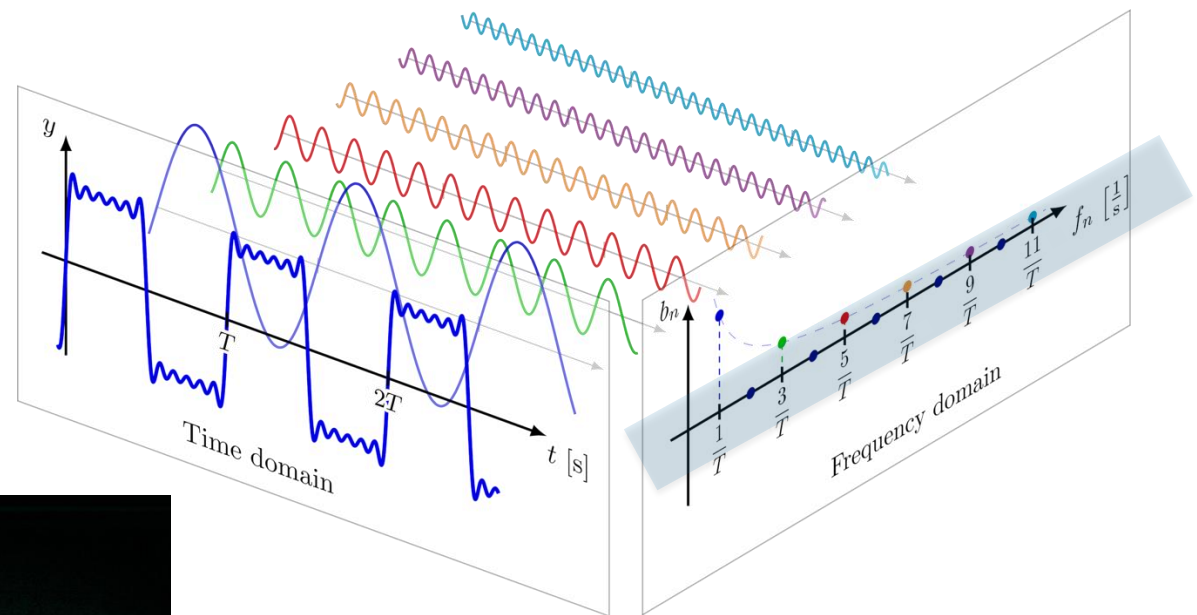 y
T
2T
t [s]
Time domain
b_n
1/T
3/T
5/T
7/T
9/T
11/T
f_n [1/s]
Frequency domain